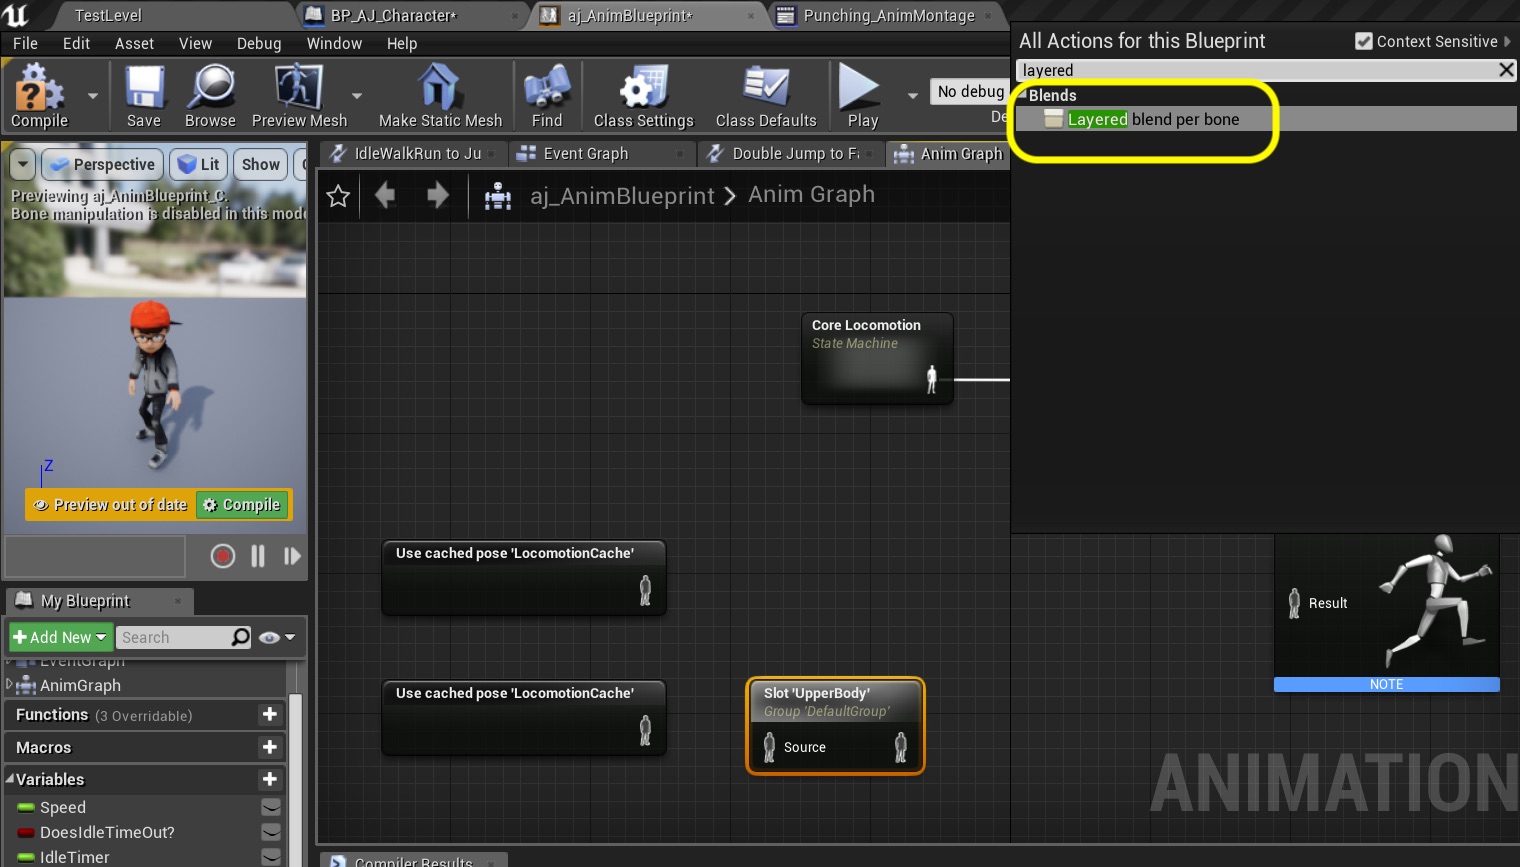 TestLevel
BP_AJ_Character*
aj_AnimBlueprint*
Punching_AnimMontage
File Edit Asset View Debug Window Help
All Actions for this Blueprint
Context Sensitive
layered
Blends
Layered blend per bone
Compile
Save
Browse
Preview Mesh
Make Static Mesh
Find
Class Settings
Class Defaults
Play
No debug
De
IdleWalkRun to Ju
Event Graph
Double Jump to Fa
Anim Graph
Perspective
Lit
Show
Previewing aj_AnimBlueprint_C.
Bone manipulation is disabled in this mode
aj_AnimBlueprint > Anim Graph
Core Locomotion
State Machine
Z
Preview out of date
Compile
Use cached pose 'LocomotionCache'
Result
NOTE
My Blueprint
Add New
Search
EventGraph
AnimGraph
Functions (3 Overridable)
Macros
Variables
Speed
DoesIdleTimeOut?
IdleTimer
Use cached pose 'LocomotionCache'
Slot 'UpperBody'
Group 'DefaultGroup'
Source
ANIMATION
Compiler Results